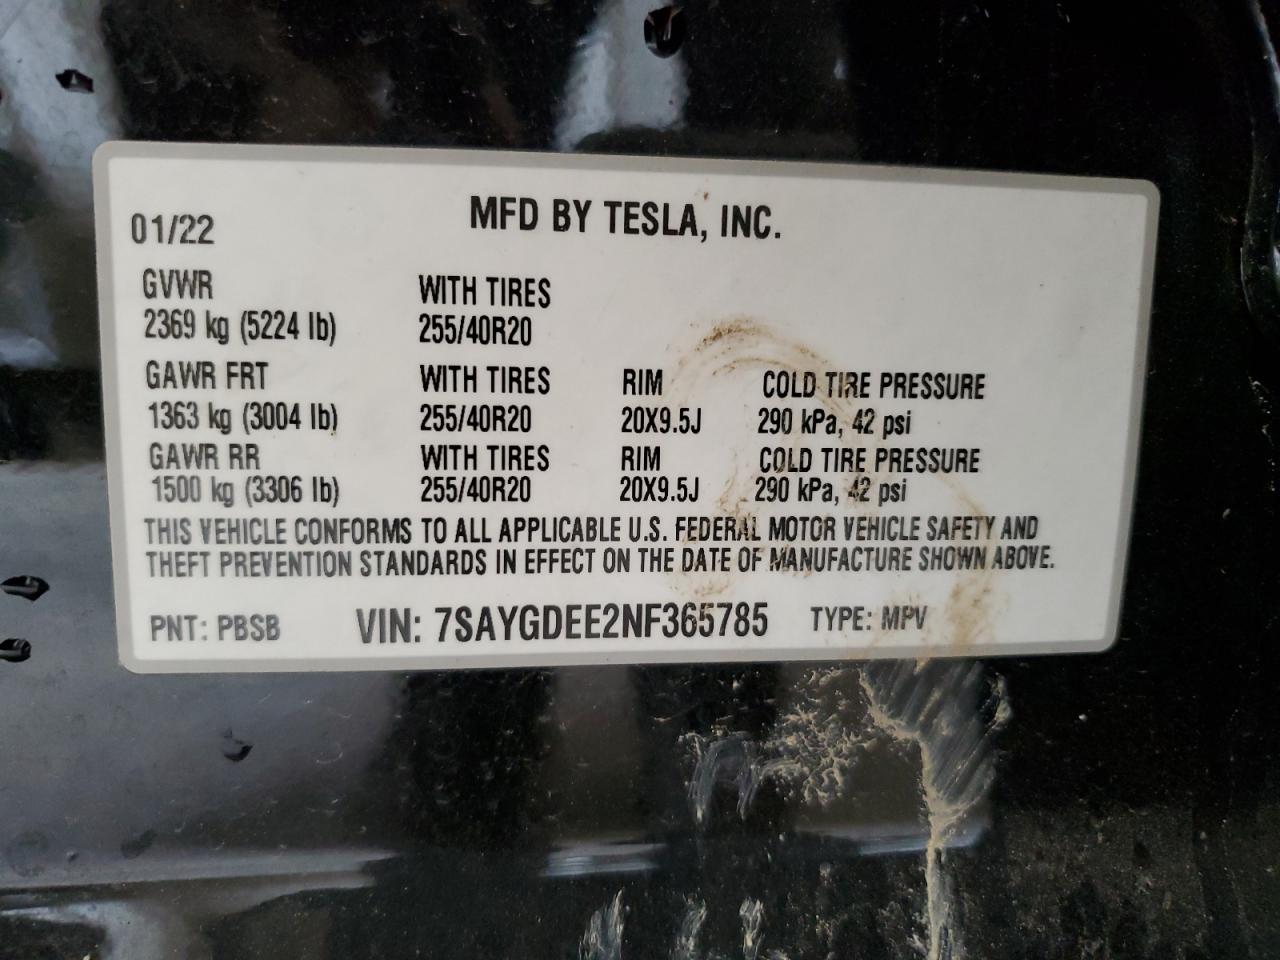 MFD BY TESLA, INC.
01/22
GVWR WITH TIRES
2369 kg (5224 lb) 255/40R20
GAWR FRT WITH TIRES RIM COLD TIRE PRESSURE
1363 kg (3004 lb) 255/40R20 20X9.5J 290 kPa, 42 psi
GAWR RR WITH TIRES RIM COLD TIRE PRESSURE
1500 kg (3306 lb) 255/40R20 20X9.5J 290 kPa, 42 psi
THIS VEHICLE CONFORMS TO ALL APPLICABLE U.S. FEDERAL MOTOR VEHICLE SAFETY AND
THEFT PREVENTION STANDARDS IN EFFECT ON THE DATE OF MANUFACTURE SHOWN ABOVE.
PNT: PBSB VIN: 7SAYGDEE2NF365785 TYPE: MPV